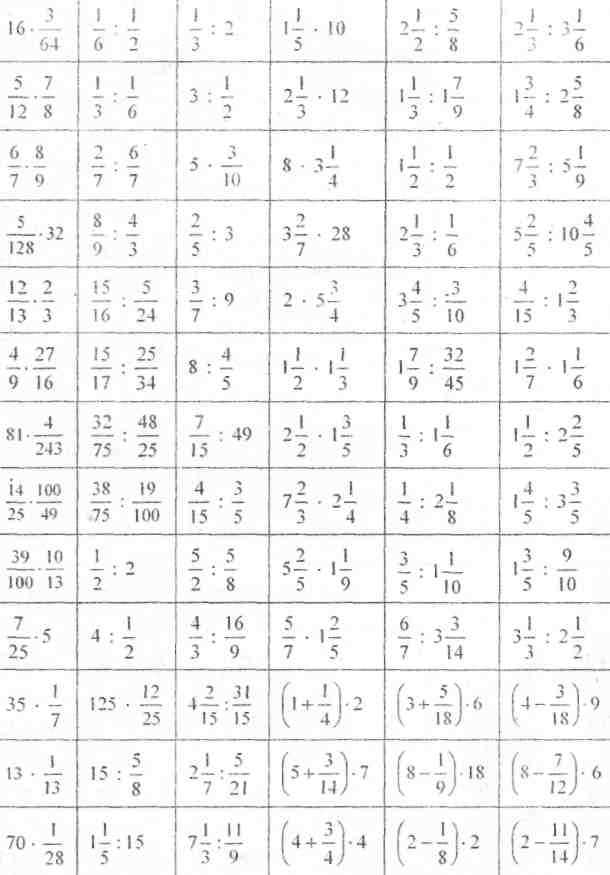 16 · 3/64 | 1/6 : 1/2 | 1/3 : 2 | 1 1/5 · 10 | 2 1/2 : 5/8 | 2 1/3 : 3 1/6
5/12 · 7/8 | 1/3 : 1/6 | 3 : 1/2 | 2 1/3 · 12 | 1 1/3 : 1 7/9 | 1 3/4 : 2 5/8
6/7 · 8/9 | 2/7 : 6/7 | 5 · 3/10 | 8 · 3 1/4 | 1 1/2 : 1/2 | 7 2/3 : 5 1/9
5/128 · 32 | 8/9 : 4/3 | 2/5 : 3 | 3 2/7 · 28 | 2 1/3 : 1/6 | 5 2/5 : 10 4/5
12/13 · 2/3 | 15/16 : 5/24 | 3/7 : 9 | 2 · 5 3/4 | 3 4/5 : 3/10 | 4/15 : 1 2/3
4/9 · 27/16 | 15/17 : 25/34 | 8 : 4/5 | 1 1/2 · 1 1/3 | 1 7/9 : 32/45 | 1 2/7 · 1 1/6
81 · 4/243 | 32/75 : 48/25 | 7/15 : 49 | 2 1/2 · 1 3/5 | 1/3 : 1 1/6 | 1 1/2 : 2 2/5
14/25 · 100/49 | 38/75 : 19/100 | 4/15 : 3/5 | 7 2/3 · 2 1/4 | 1/4 : 2 1/8 | 1 4/5 : 3 3/5
39/100 · 10/13 | 1/2 : 2 | 5/2 : 5/8 | 5 2/5 · 1 1/9 | 3/5 : 1 1/10 | 1 3/5 : 9/10
7/25 · 5 | 4 : 1/2 | 4/3 : 16/9 | 5/7 · 1 2/5 | 6/7 : 3 3/14 | 3 1/3 : 2 1/2
35 · 1/7 | 125 · 12/25 | 4 2/15 : 31/15 | (1 + 1/4) · 2 | (3 + 5/18) · 6 | (4 − 3/18) · 9
13 · 1/13 | 15 : 5/8 | 2 1/7 : 5/21 | (5 + 3/14) · 7 | (8 − 1/9) · 18 | (8 − 7/12) · 6
70 · 1/28 | 1 1/5 : 15 | 7 1/3 : 11/9 | (4 + 3/4) · 4 | (2 − 1/8) · 2 | (2 − 11/14) · 7